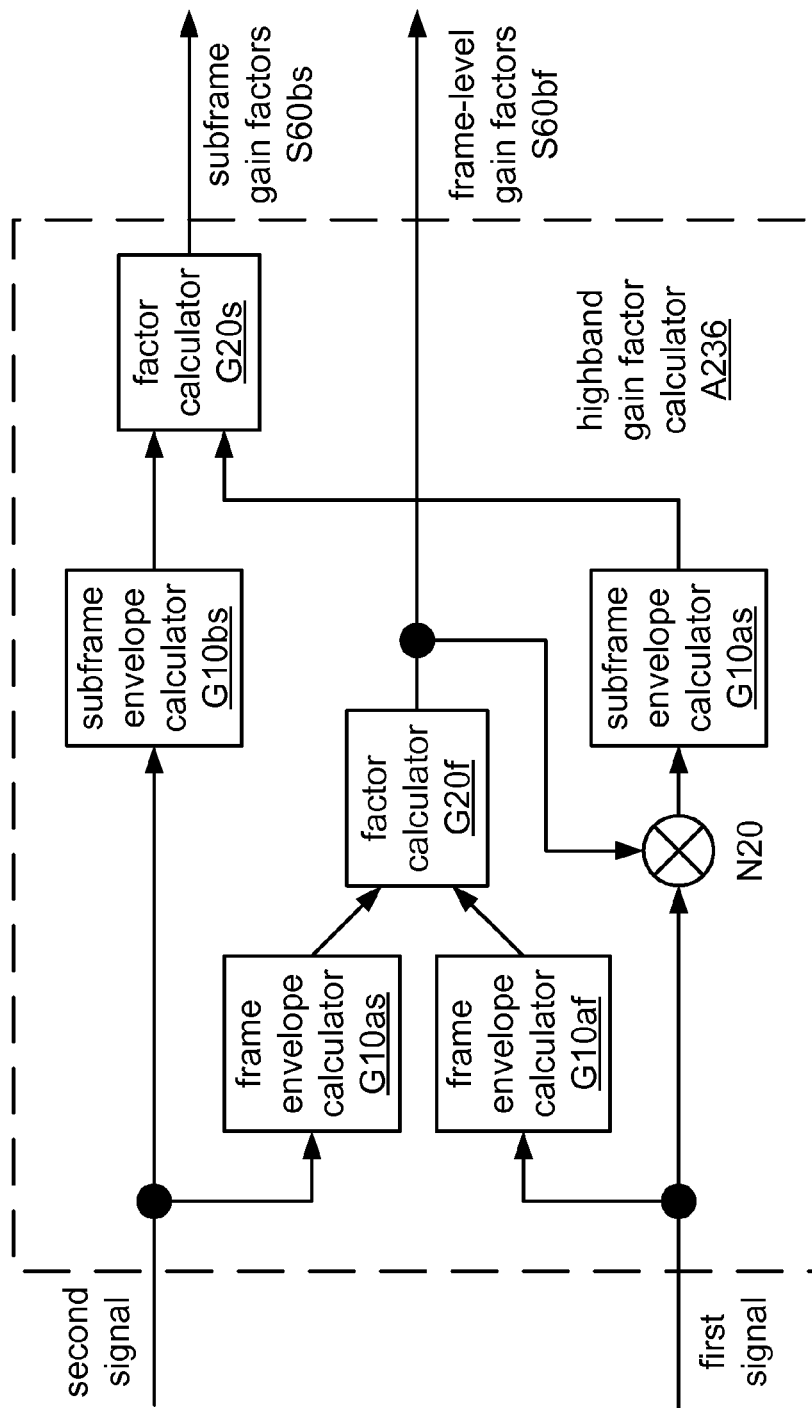 second
signal
subframe
envelope
calculator
G10bs
factor
calculator
G20s
subframe
gain factors
S60bs
frame
envelope
calculator
G10as
factor
calculator
G20f
frame-level
gain factors
S60bf
frame
envelope
calculator
G10af
N20
subframe
envelope
calculator
G10as
highband
gain factor
calculator
A236
first
signal